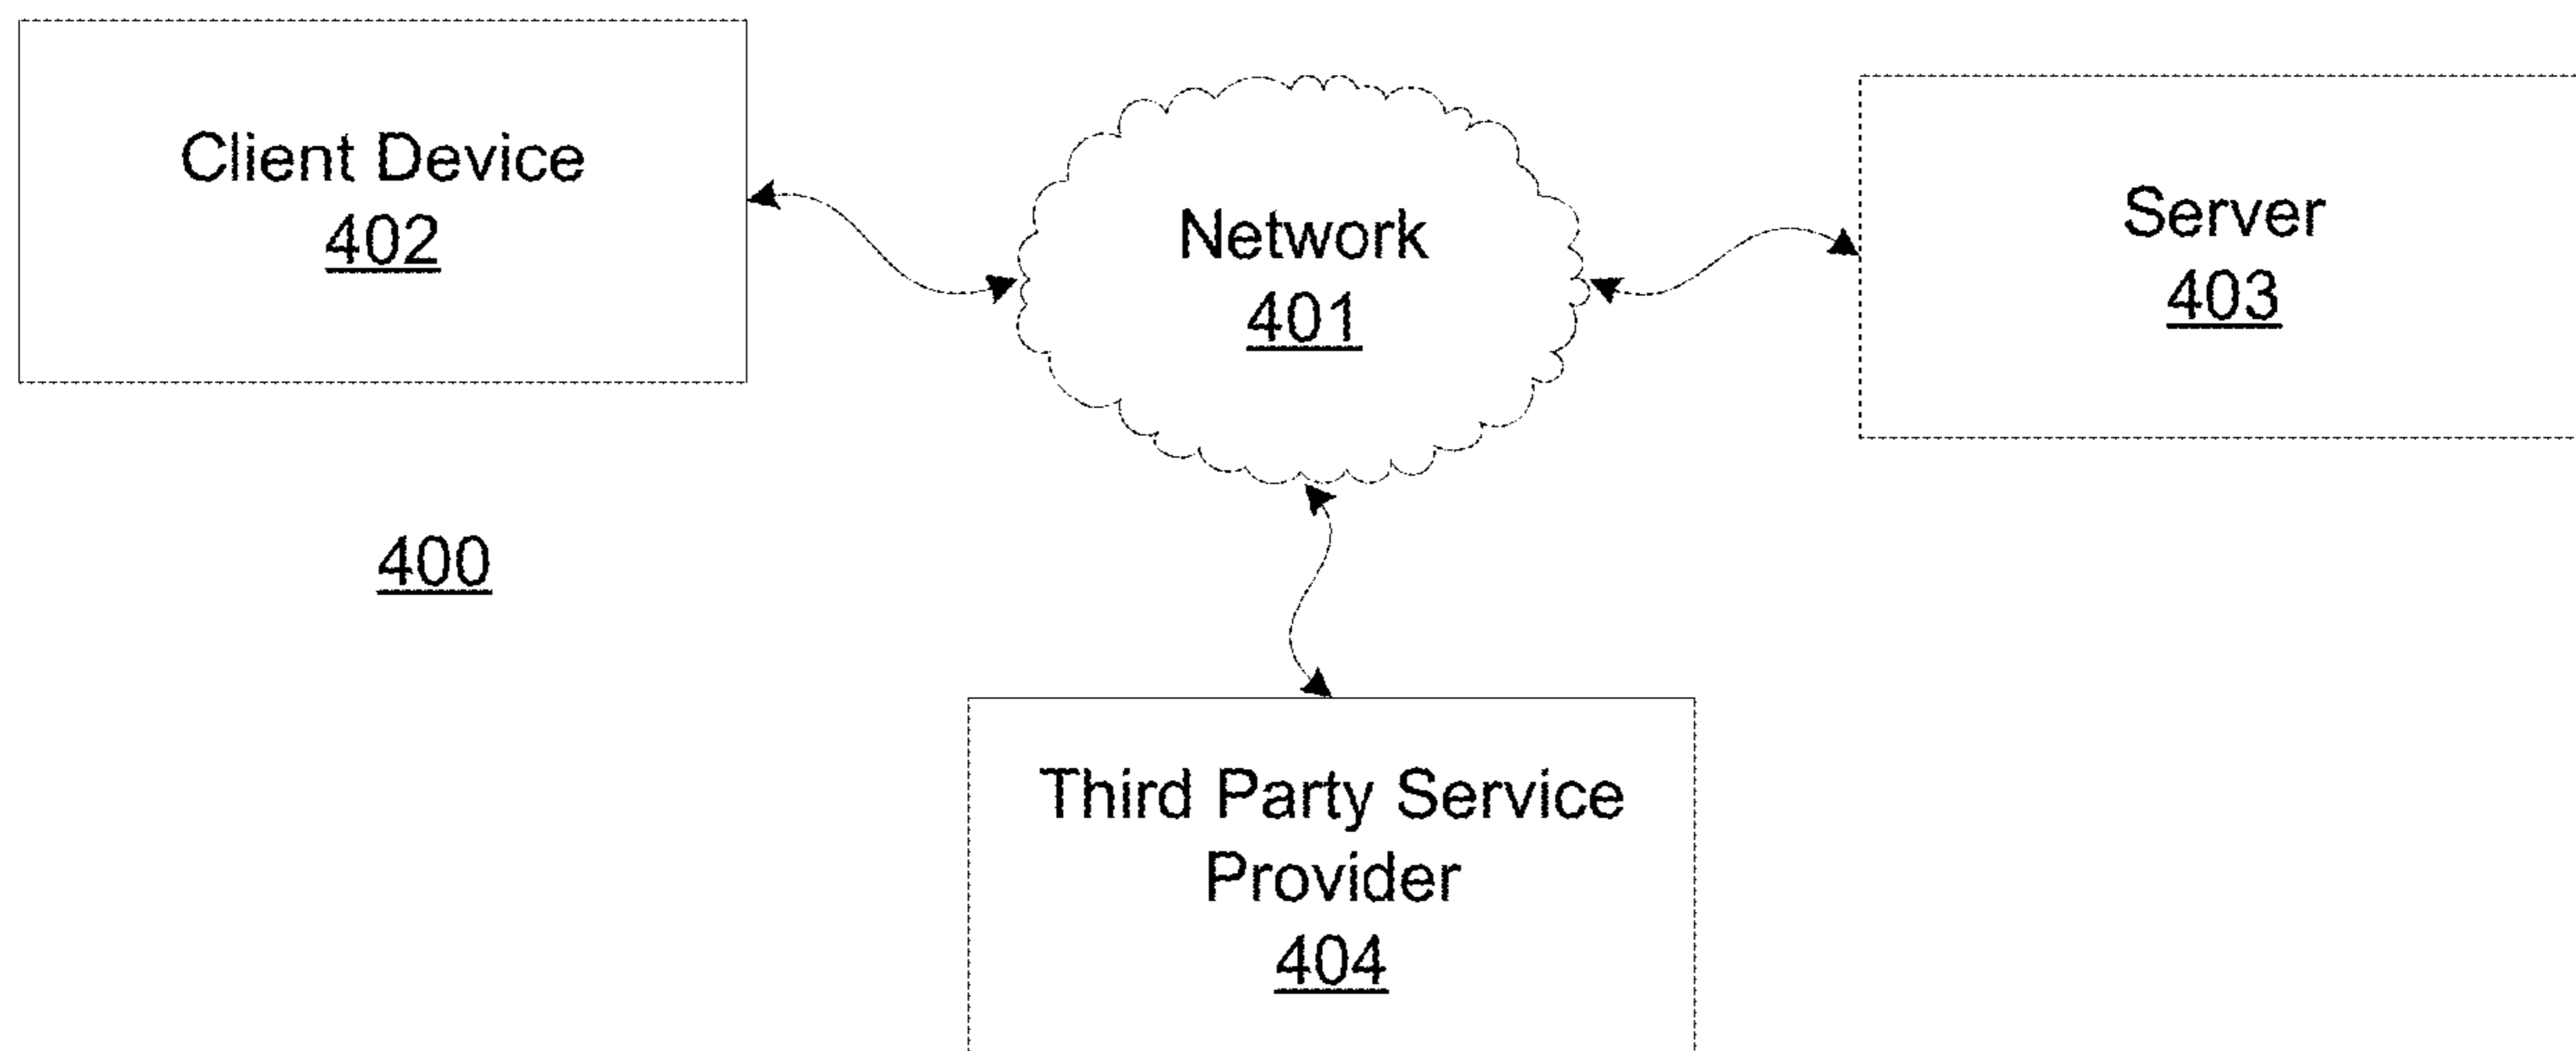 Client Device
402
Network
401
Server
403
400
Third Party Service
Provider
404